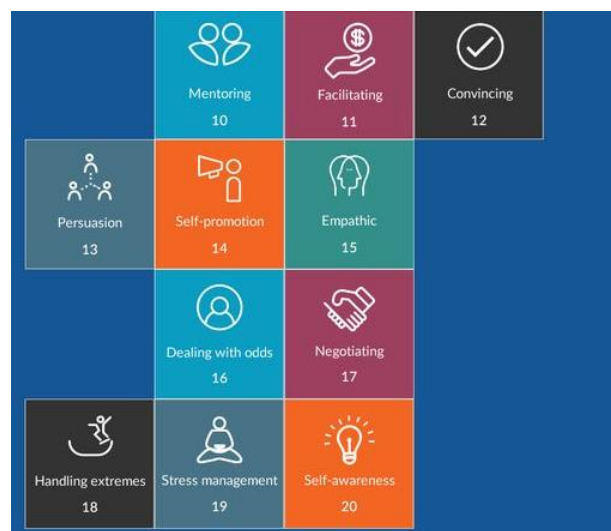 Mentoring
10
$
Facilitating
11
Convincing
12
Persuasion
13
Self-promotion
14
Empathic
15
Dealing with odds
16
Negotiating
17
Handling extremes
18
Stress management
19
Self-awareness
20